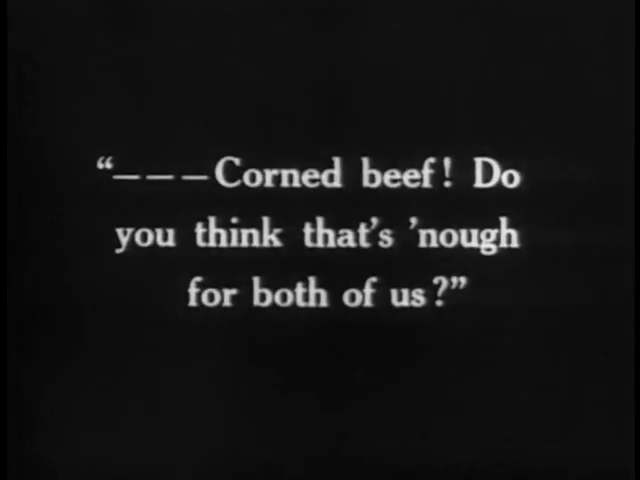 “———Corned beef! Do
you think that’s ’nough
for both of us?”